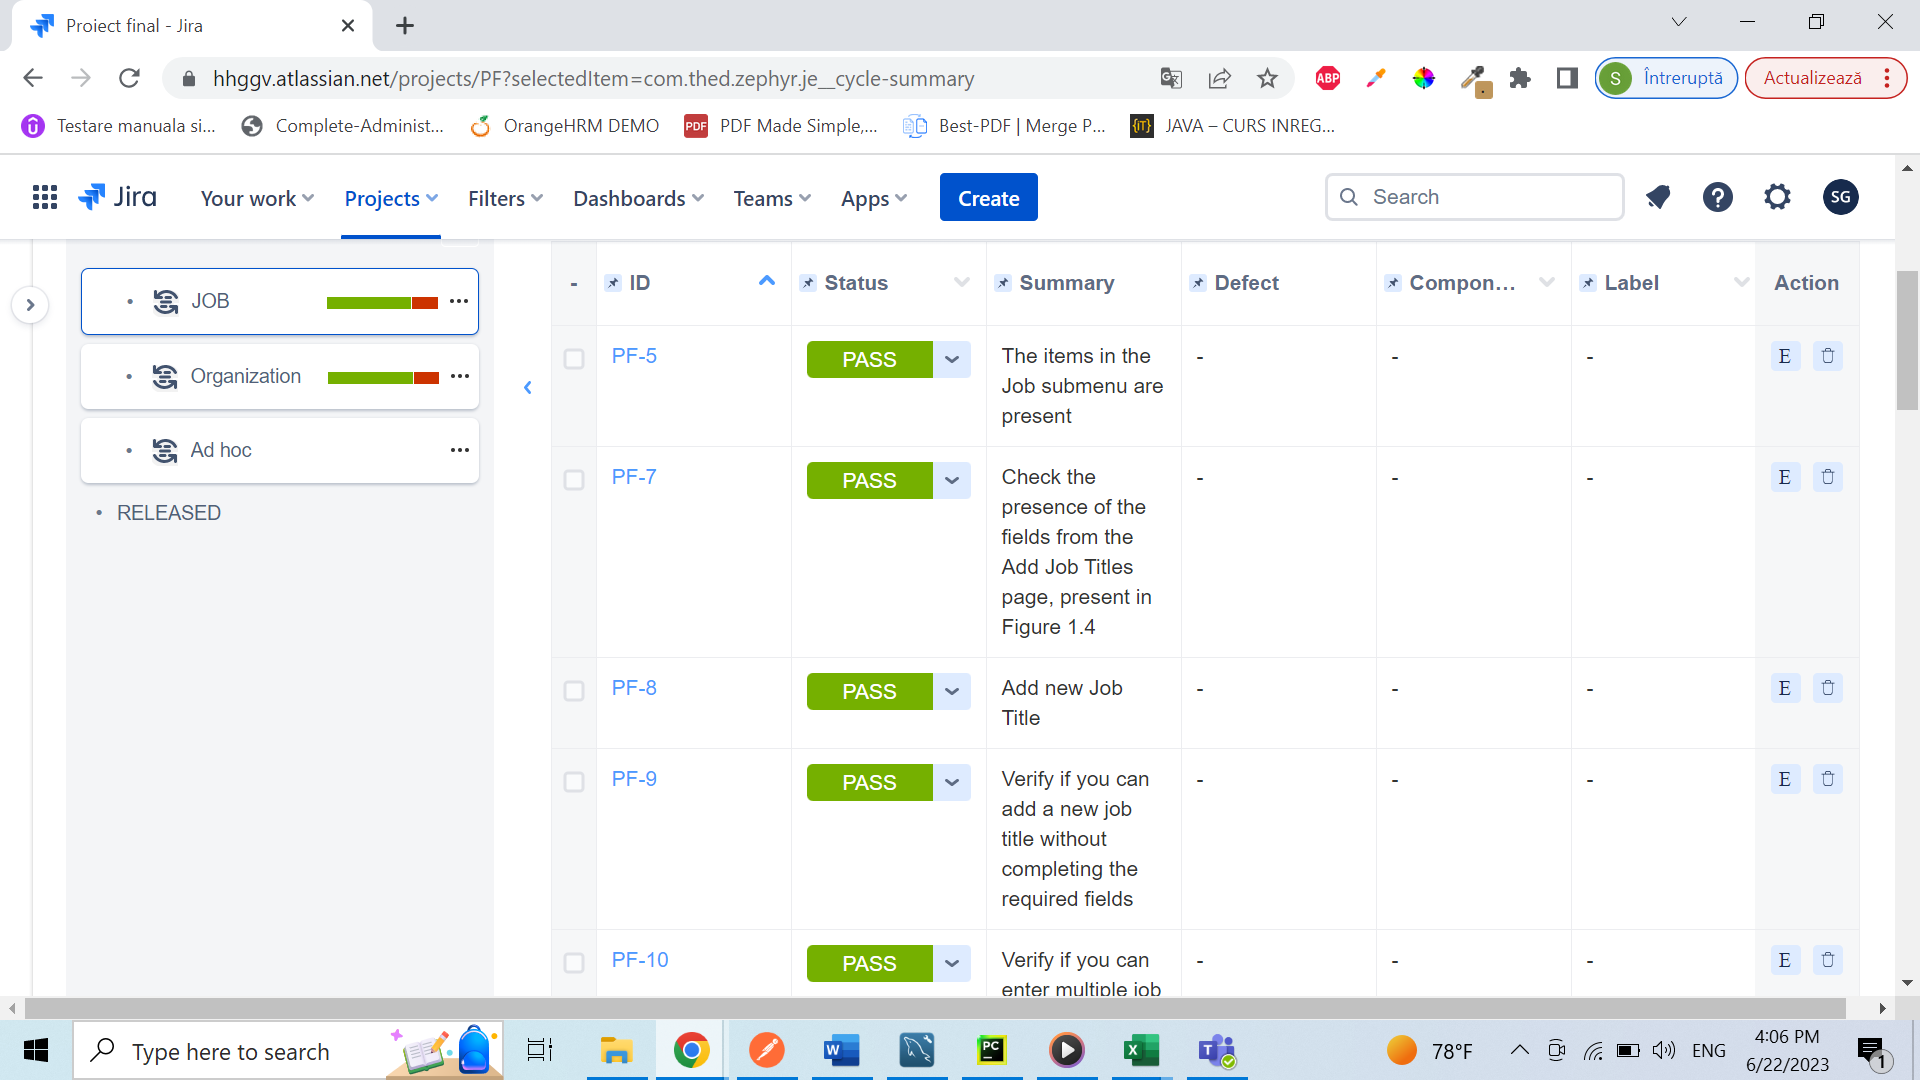 Proiect final - Jira
hhggv.atlassian.net/projects/PF?selectedItem=com.thed.zephyr.je__cycle-summary
ABP
S Întreruptă
Actualizează
Testare manuala si...
Complete-Administ...
OrangeHRM DEMO
PDF PDF Made Simple,...
Best-PDF | Merge P...
{IT} JAVA – CURS INREG...
Jira
Your work
Projects
Filters
Dashboards
Teams
Apps
Create
Search
SG
JOB
Organization
Ad hoc
RELEASED
- ID Status Summary Defect Compon... Label Action
PF-5 PASS The items in the - - - E
Job submenu are
present
PF-7 PASS Check the - - - E
presence of the
fields from the
Add Job Titles
page, present in
Figure 1.4
PF-8 PASS Add new Job - - - E
Title
PF-9 PASS Verify if you can - - - E
add a new job
title without
completing the
required fields
PF-10 PASS Verify if you can - - - E
enter multiple job
Type here to search
W
PC
X
T
78°F
ENG
4:06 PM
6/22/2023
1